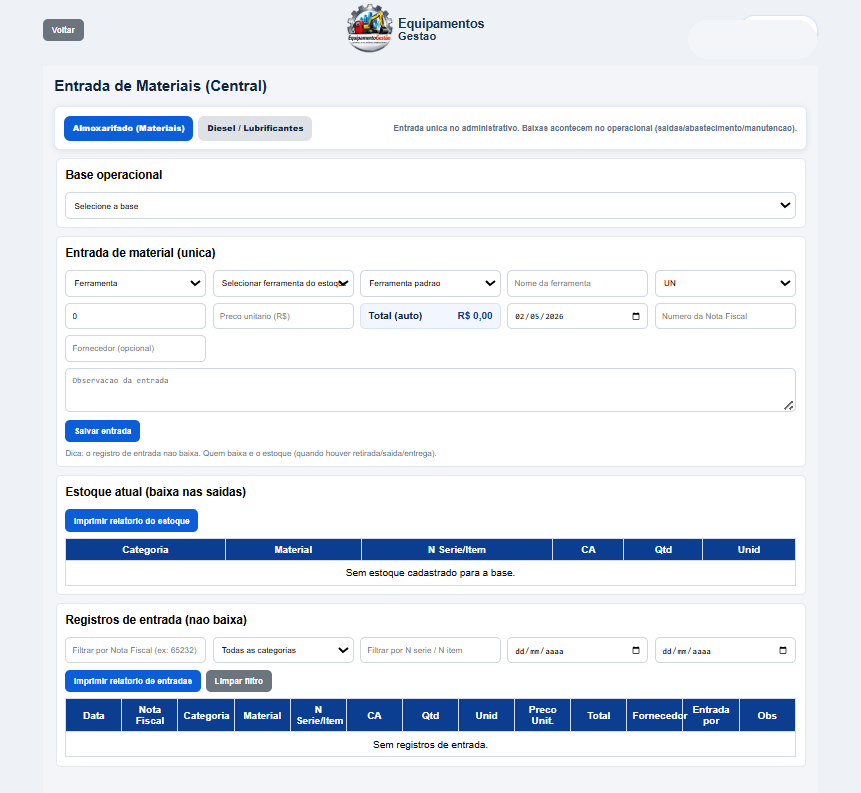 Voltar
EquipamentoGestão
Equipamentos
Gestao
Entrada de Materiais (Central)
Almoxarifado (Materiais)
Diesel / Lubrificantes
Entrada unica no administrativo. Baixas acontecem no operacional (saidas/abastecimento/manutencao).
Base operacional
Selecione a base
Entrada de material (unica)
Ferramenta
Selecionar ferramenta do estoqu
Ferramenta padrao
Nome da ferramenta
UN
0
Preco unitario (R$)
Total (auto) R$ 0,00
02/05/2026
Numero da Nota Fiscal
Fornecedor (opcional)
Observacao da entrada
Salvar entrada
Dica: o registro de entrada nao baixa. Quem baixa e o estoque (quando houver retirada/saida/entrega).
Estoque atual (baixa nas saidas)
Imprimir relatorio do estoque
Categoria Material N Serie/Item CA Qtd Unid
Sem estoque cadastrado para a base.
Registros de entrada (nao baixa)
Filtrar por Nota Fiscal (ex: 65232)
Todas as categorias
Filtrar por N serie / N item
dd/mm/aaaa
dd/mm/aaaa
Imprimir relatorio de entradas
Limpar filtro
Data
Nota
Fiscal
Categoria
Material
N
Serie/Item
CA
Qtd
Unid
Preco
Unit.
Total
Fornecedor
Entrada
por
Obs
Sem registros de entrada.